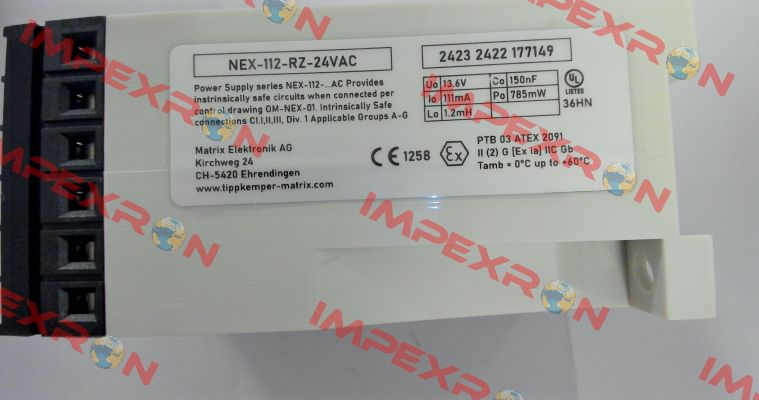 NEX-112-RZ-24VAC
2423 2422 177149
Power Supply series NEX-112-...AC Provides
instrinsically safe circuits when connected per
control drawing OM-NEX-01. Intrinsically Safe
connections Cl.I,II,III, Div. 1 Applicable Groups A-G
Uo 13.6V Co 150nF
Io 111mA Po 785mW
Lo 1.2mH
UL
LISTED
36HN
Matrix Elektronik AG
Kirchweg 24
CH-5420 Ehrendingen
www.tippkemper-matrix.com
CE 1258
Ex
PTB 03 ATEX 2091
II (2) G [Ex ia] IIC Gb
Tamb = 0°C up to +60°C
IMPEXRON